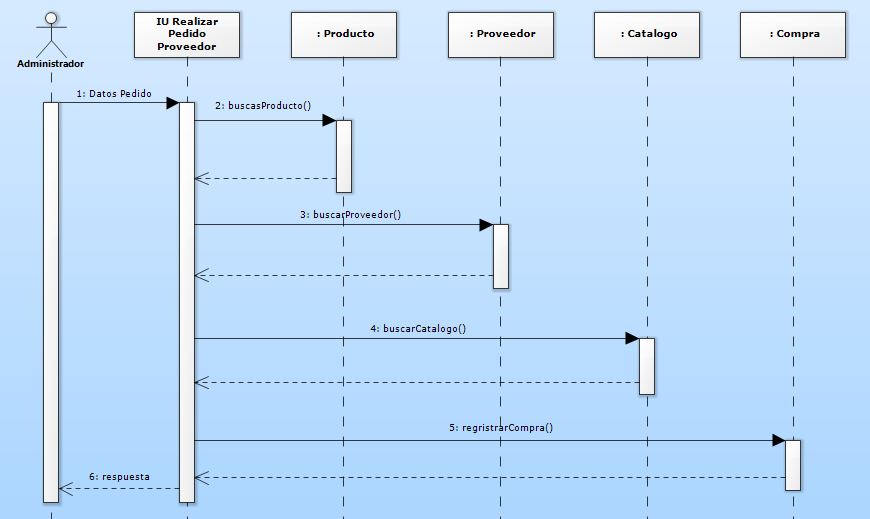 IU Realizar
Pedido
Proveedor
: Producto
: Proveedor
: Catalogo
: Compra
Administrador
1: Datos Pedido
2: buscasProducto()
3: buscarProveedor()
4: buscarCatalogo()
5: regristrarCompra()
6: respuesta